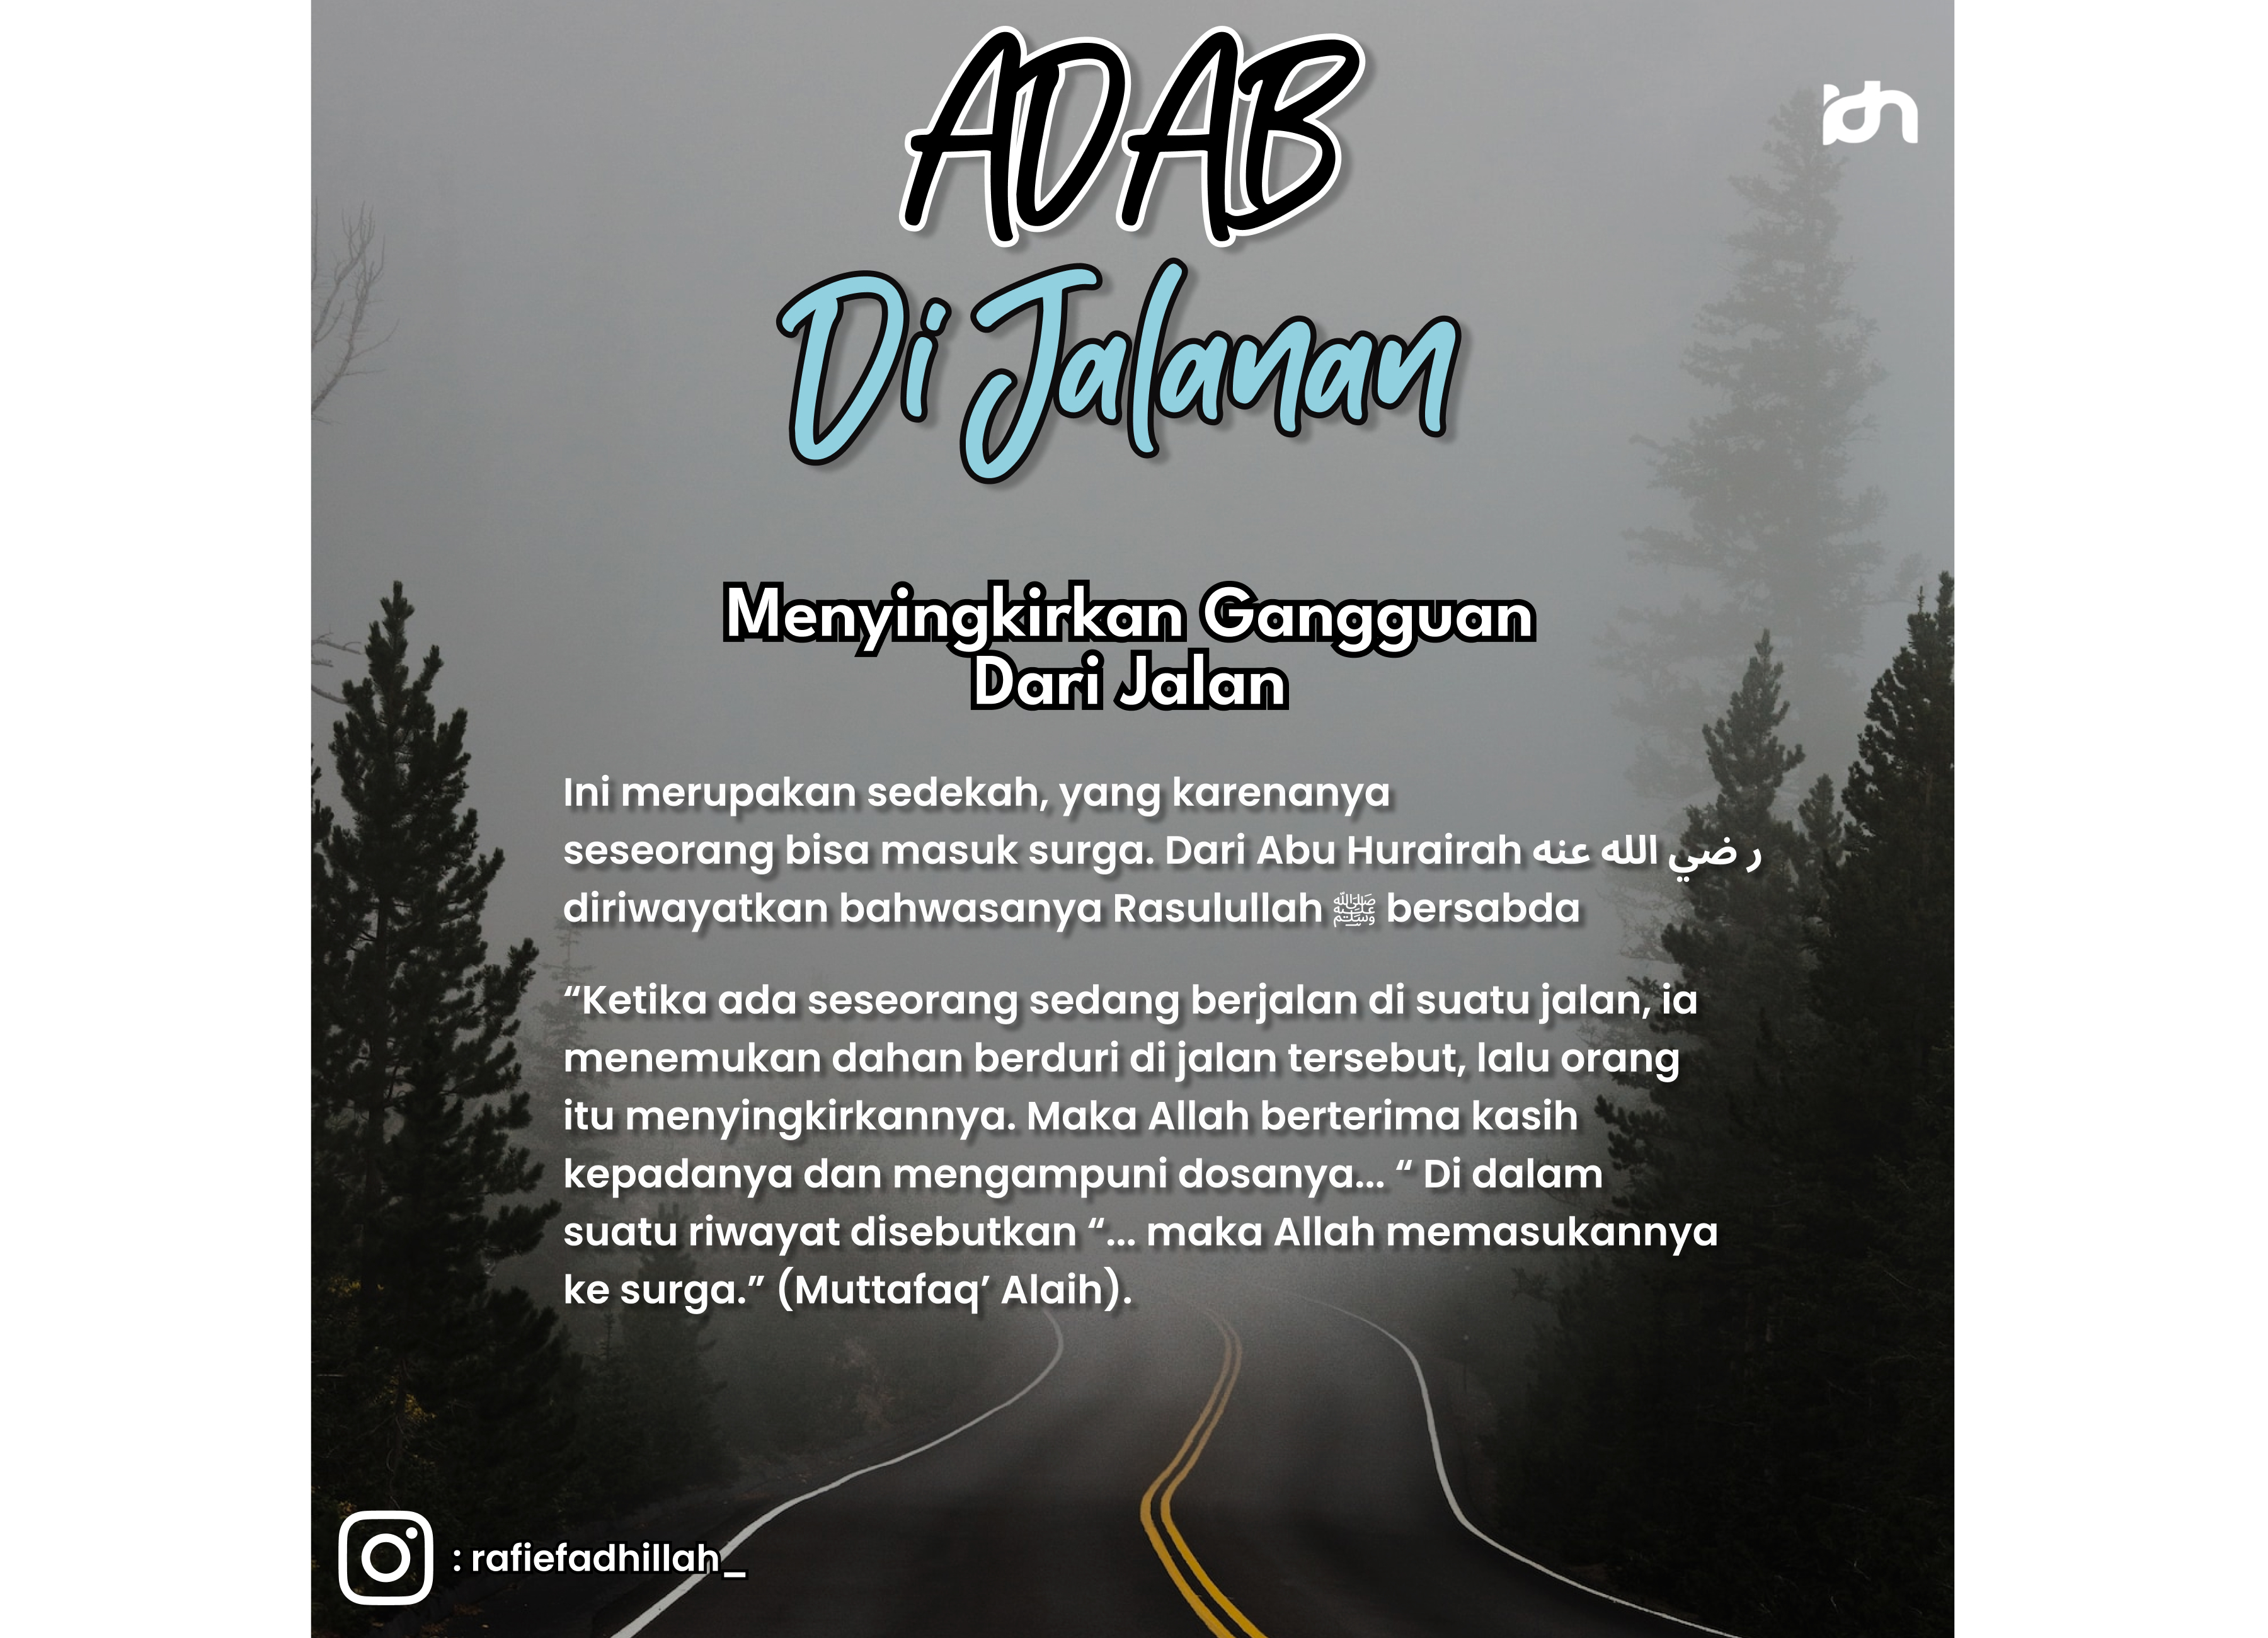 ADAB
Di Jalanan
idn
Menyingkirkan Gangguan
Dari Jalan
Ini merupakan sedekah, yang karenanya
seseorang bisa masuk surga. Dari Abu Hurairah ر ضي الله عنه
diriwayatkan bahwasanya Rasulullah ﷺ bersabda
“Ketika ada seseorang sedang berjalan di suatu jalan, ia
menemukan dahan berduri di jalan tersebut, lalu orang
itu menyingkirkannya. Maka Allah berterima kasih
kepadanya dan mengampuni dosanya... “ Di dalam
suatu riwayat disebutkan “... maka Allah memasukannya
ke surga.” (Muttafaq’ Alaih).
: rafiefadhillah_